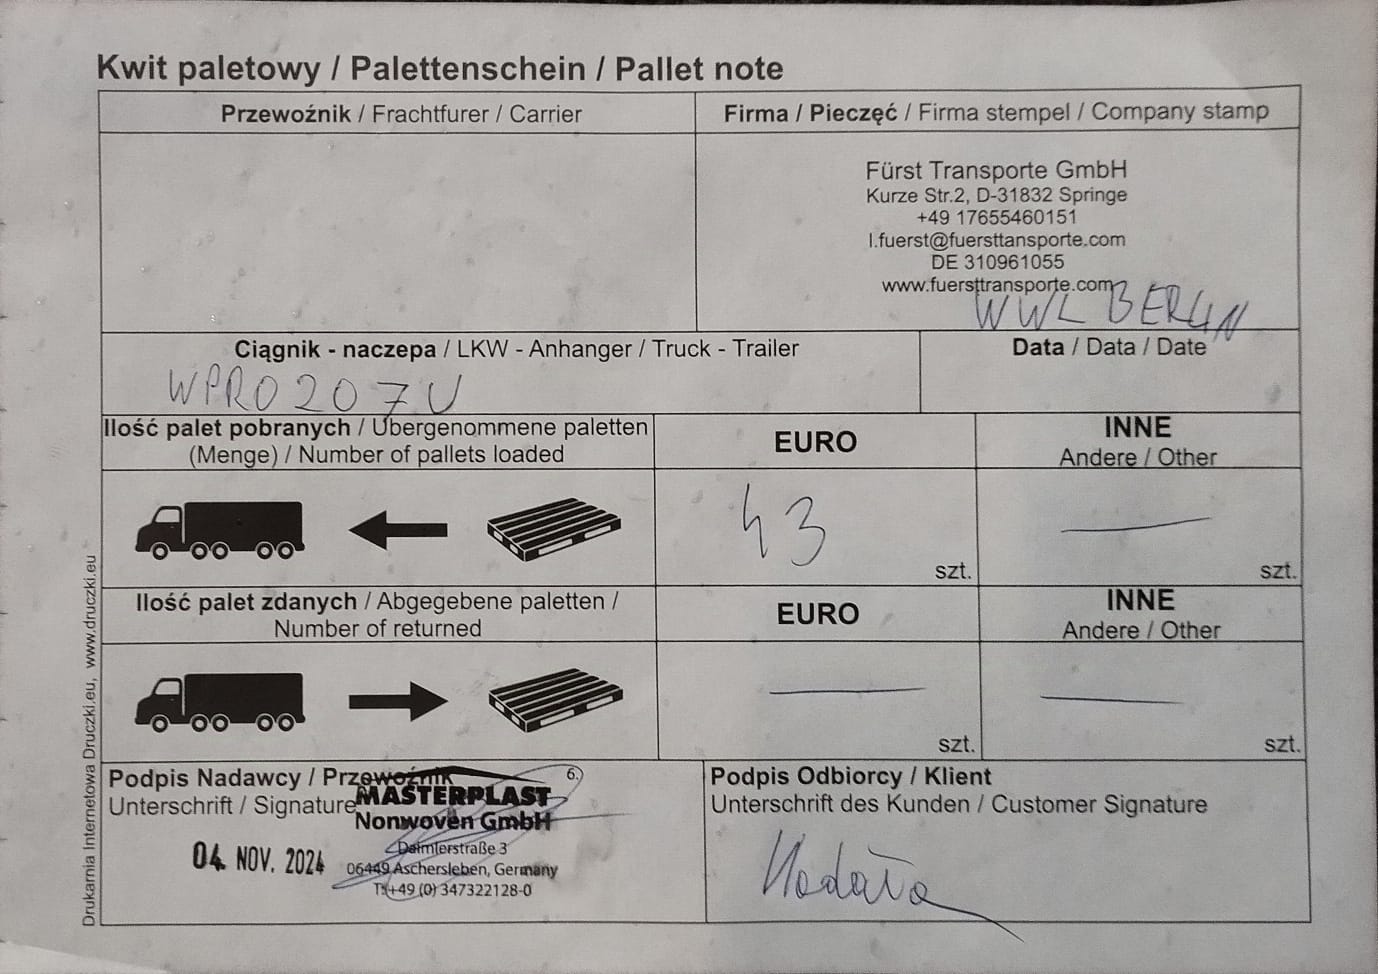 Kwit paletowy / Palettenschein / Pallet note
Przewoźnik / Frachtfurer / Carrier
Firma / Pieczęć / Firma stempel / Company stamp
Fürst Transporte GmbH
Kurze Str.2, D-31832 Springe
+49 17655460151
l.fuerst@fuersttansporte.com
DE 310961055
www.fuersttransporte.com
WWL BERLIN
Ciągnik - naczepa / LKW - Anhanger / Truck - Trailer
WPRO207U
Data / Data / Date
Ilość palet pobranych / Ubergenommene paletten
(Menge) / Number of pallets loaded
EURO
INNE
Andere / Other
43
szt.
szt.
Ilość palet zdanych / Abgegebene paletten /
Number of returned
EURO
INNE
Andere / Other
szt.
szt.
Podpis Nadawcy / Przewoźnik
Unterschrift / Signature
6.)
MASTERPLAST
Nonwoven GmbH
Daimlerstraße 3
06449 Aschersleben, Germany
T: +49 (0) 347322128-0
04. NOV. 2024
Podpis Odbiorcy / Klient
Unterschrift des Kunden / Customer Signature
Drukarnia Internetowa Druczki.eu, www.druczki.eu